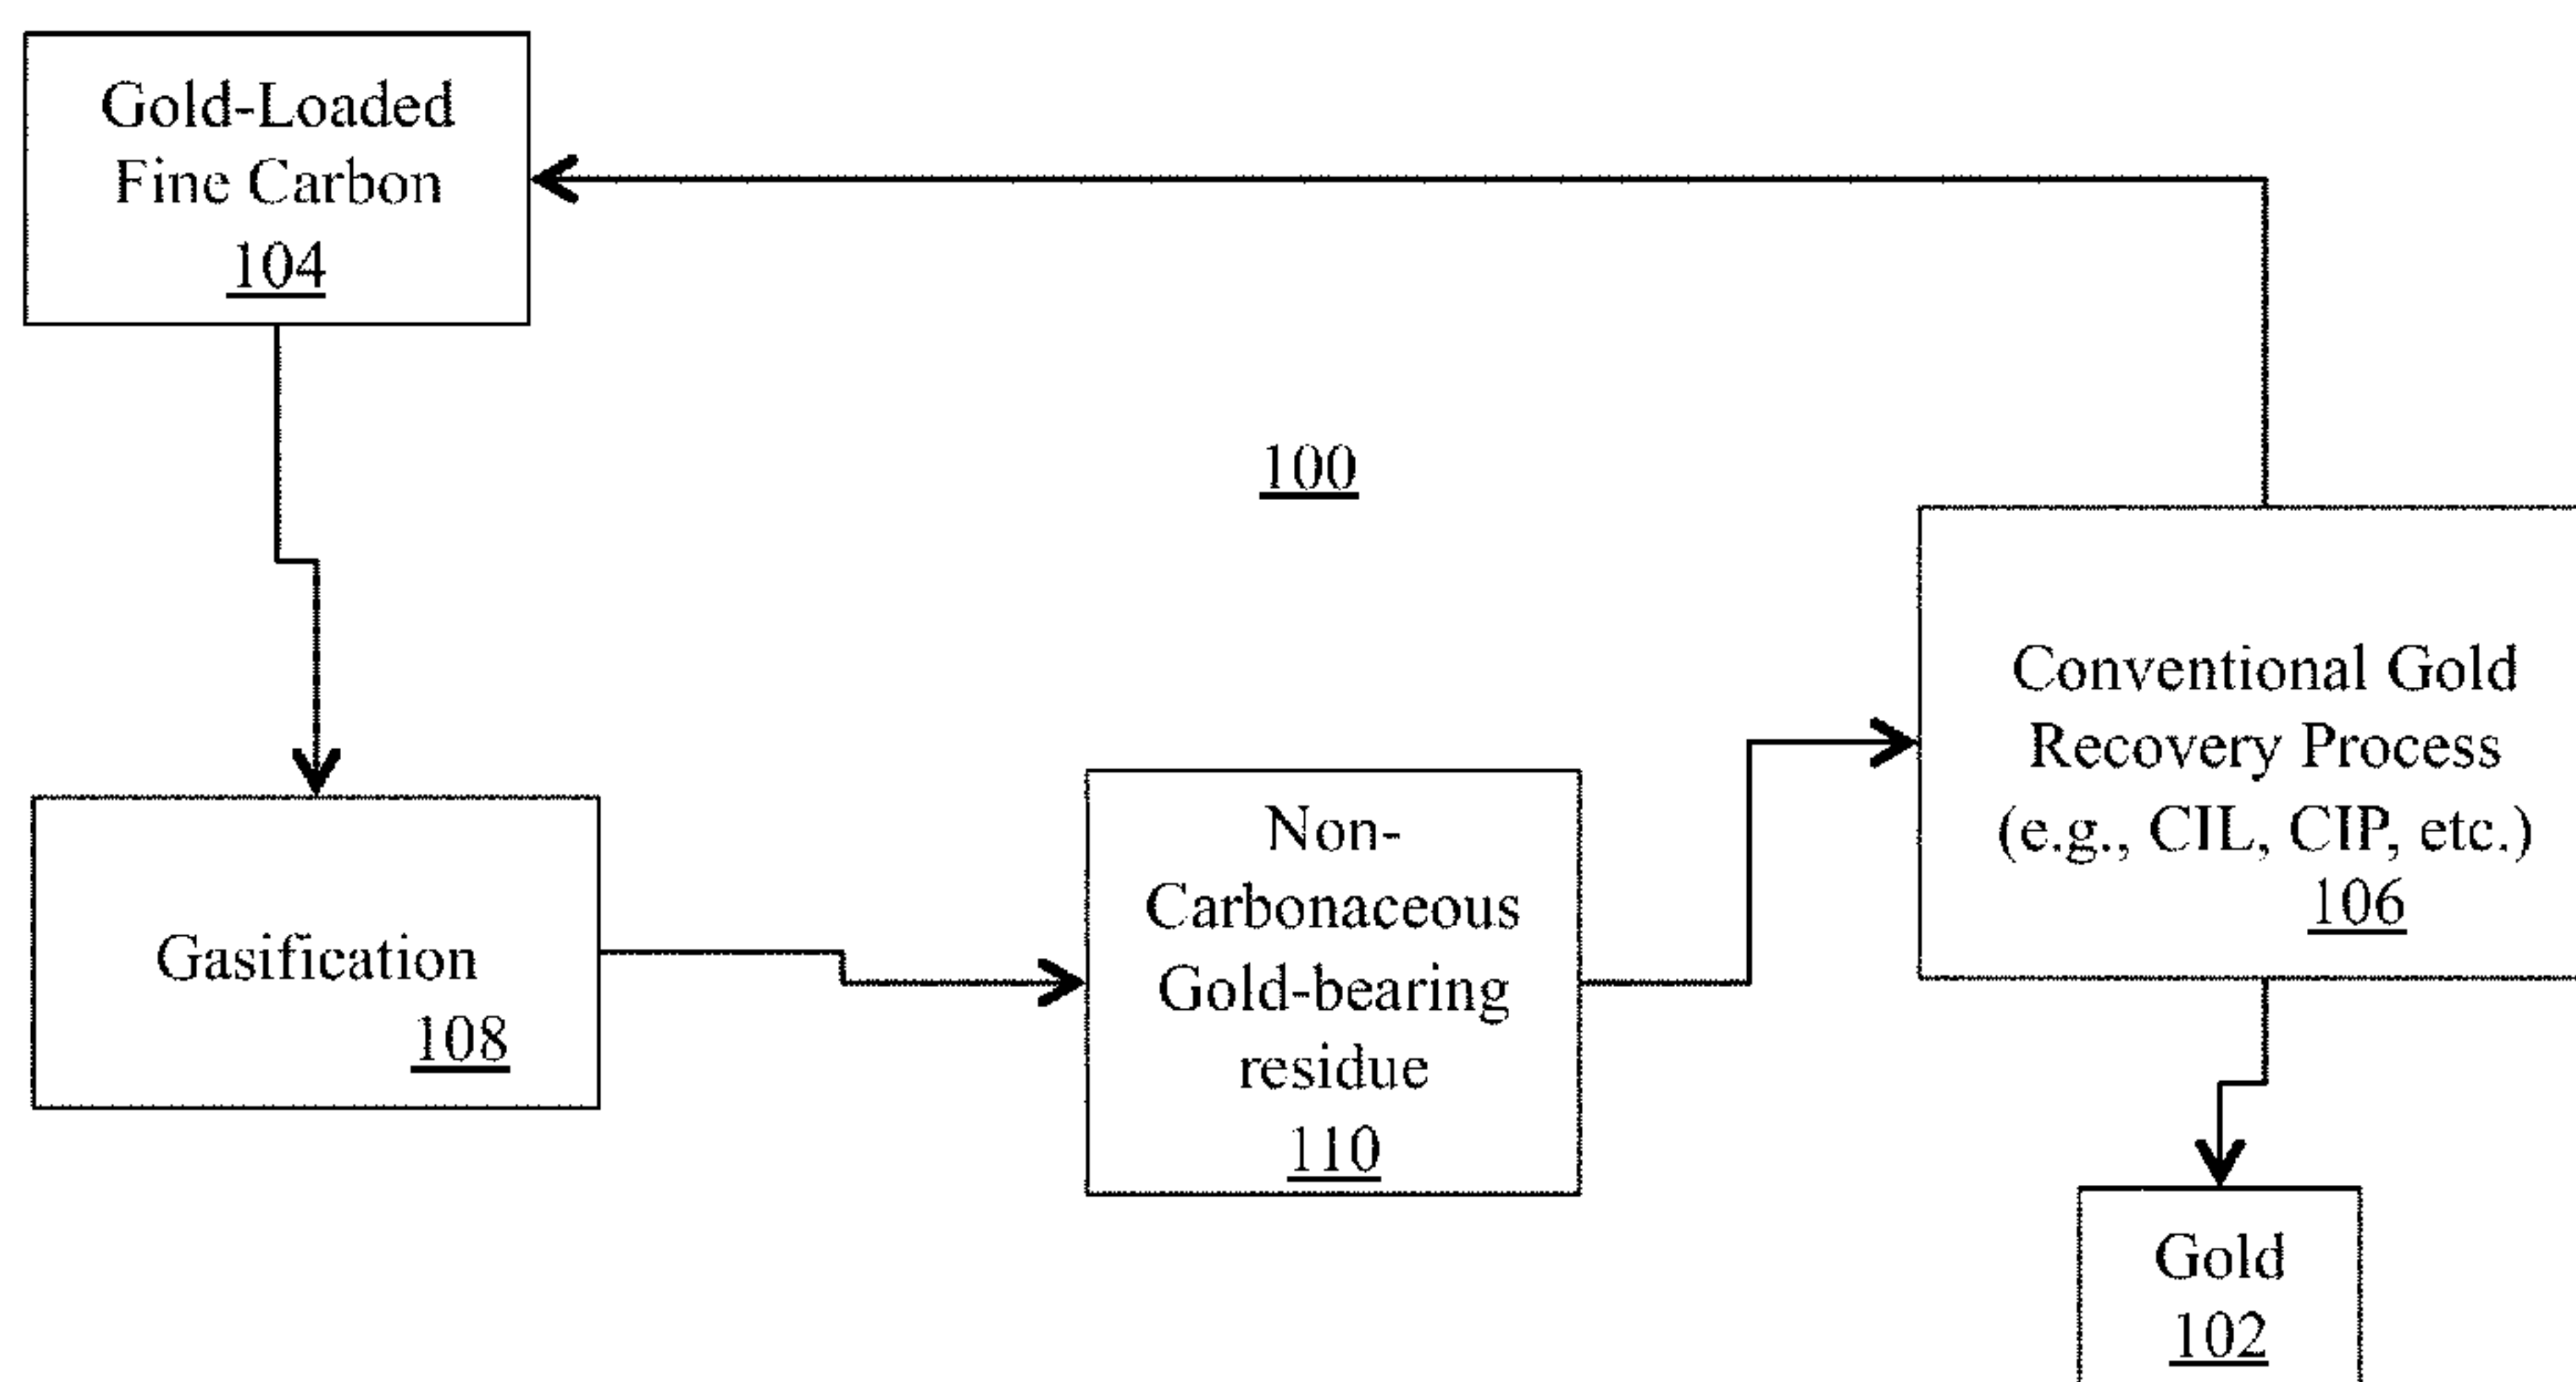 Gold-Loaded
Fine Carbon
104
100
Conventional Gold
Recovery Process
(e.g., CIL, CIP, etc.)
106
Non-
Carbonaceous
Gold-bearing
residue
110
Gasification
108
Gold
102